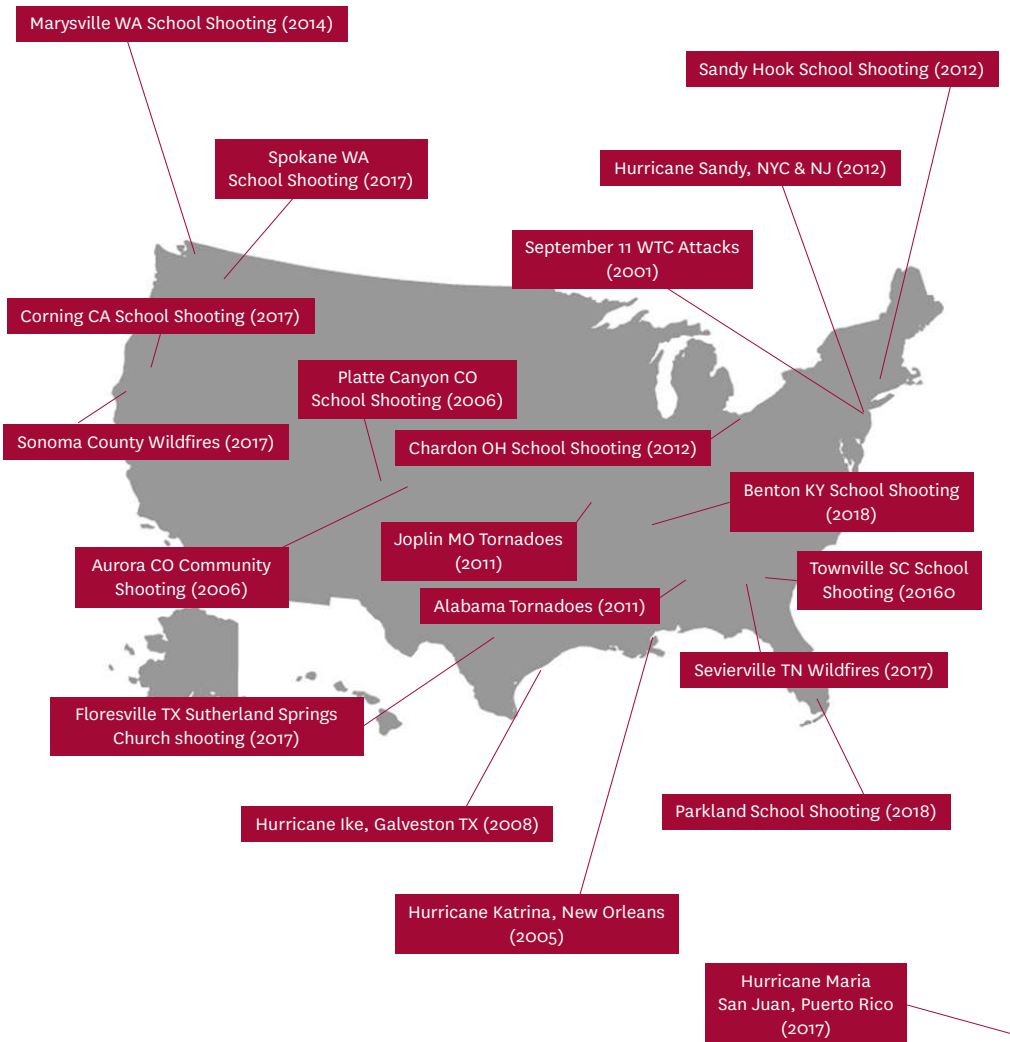 Marysville WA School Shooting (2014)
Sandy Hook School Shooting (2012)
Spokane WA
School Shooting (2017)
Hurricane Sandy, NYC & NJ (2012)
September 11 WTC Attacks
(2001)
Corning CA School Shooting (2017)
Platte Canyon CO
School Shooting (2006)
Sonoma County Wildfires (2017)
Chardon OH School Shooting (2012)
Benton KY School Shooting
(2018)
Joplin MO Tornadoes
(2011)
Aurora CO Community
Shooting (2006)
Townville SC School
Shooting (20160
Alabama Tornadoes (2011)
Sevierville TN Wildfires (2017)
Floresville TX Sutherland Springs
Church shooting (2017)
Hurricane Ike, Galveston TX (2008)
Parkland School Shooting (2018)
Hurricane Katrina, New Orleans
(2005)
Hurricane Maria
San Juan, Puerto Rico
(2017)